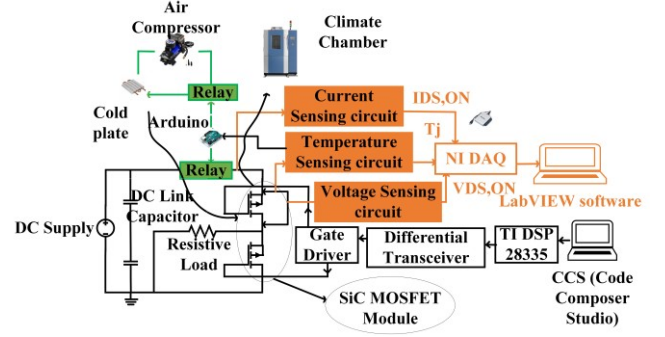 Air
Compressor
Climate
Chamber
Relay
Cold
plate
Arduino
Relay
Current
Sensing circuit
IDS,ON
Temperature
Sensing circuit
Tj
NI DAQ
Voltage Sensing
circuit
VDS,ON
LabVIEW software
DC Link
Capacitor
DC Supply
Resistive
Load
Gate
Driver
Differential
Transceiver
TI DSP
28335
CCS (Code
Composer
Studio)
SiC MOSFET
Module